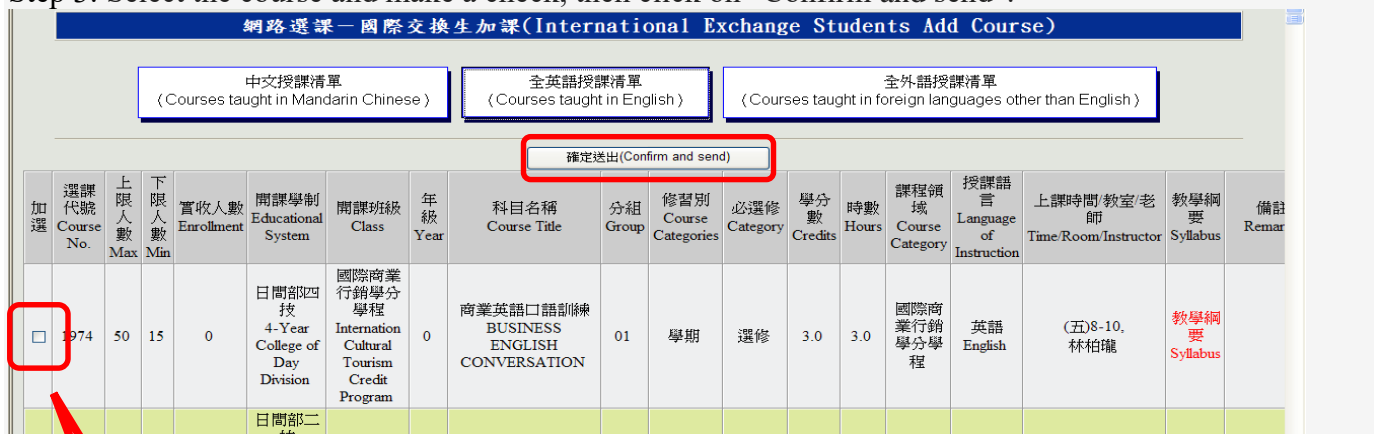 Step 3: Select the course and make a check, then click on “Confirm and send”.
網路選課－國際交換生加課(International Exchange Students Add Course)
中文授課清單
(Courses taught in Mandarin Chinese)
全英語授課清單
(Courses taught in English)
全外語授課清單
(Courses taught in foreign languages other than English)
確定送出(Confirm and send)
加
選
選課
代號
Course
No.
上
限
人
數
Max
下
限
人
數
Min
實收人數
Enrollment
開課學制
Educational
System
開課班級
Class
年
級
Year
科目名稱
Course Title
分組
Group
修習別
Course
Categories
必選修
Category
學分
數
Credits
時數
Hours
課程領
域
Course
Category
授課語
言
Language
of
Instruction
上課時間/教室/老
師
Time/Room/Instructor
教學綱
要
Syllabus
備註
Remar
1974
50
15
0
日間部四
技
4-Year
College of
Day
Division
國際商業
行銷學分
學程
Internation
Cultural
Tourism
Credit
Program
0
商業英語口語訓練
BUSINESS
ENGLISH
CONVERSATION
01
學期
選修
3.0
3.0
國際商
業行銷
學分學
程
英語
English
(五)8-10,
林柏瓏
教學綱
要
Syllabus
日間部二